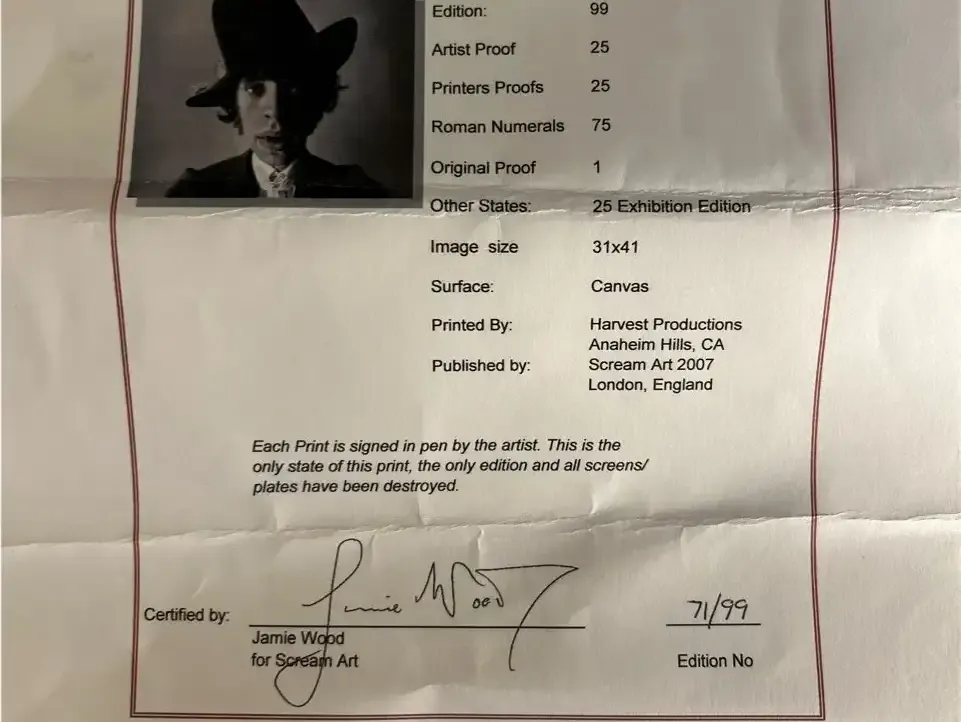 Edition: 99
Artist Proof 25
Printers Proofs 25
Roman Numerals 75
Original Proof 1
Other States: 25 Exhibition Edition
Image size 31x41
Surface: Canvas
Printed By: Harvest Productions
Anaheim Hills, CA
Published by: Scream Art 2007
London, England
Each Print is signed in pen by the artist. This is the
only state of this print, the only edition and all screens/
plates have been destroyed.
Jamie Wood
Certified by:
71/99
Jamie Wood
for Scream Art
Edition No